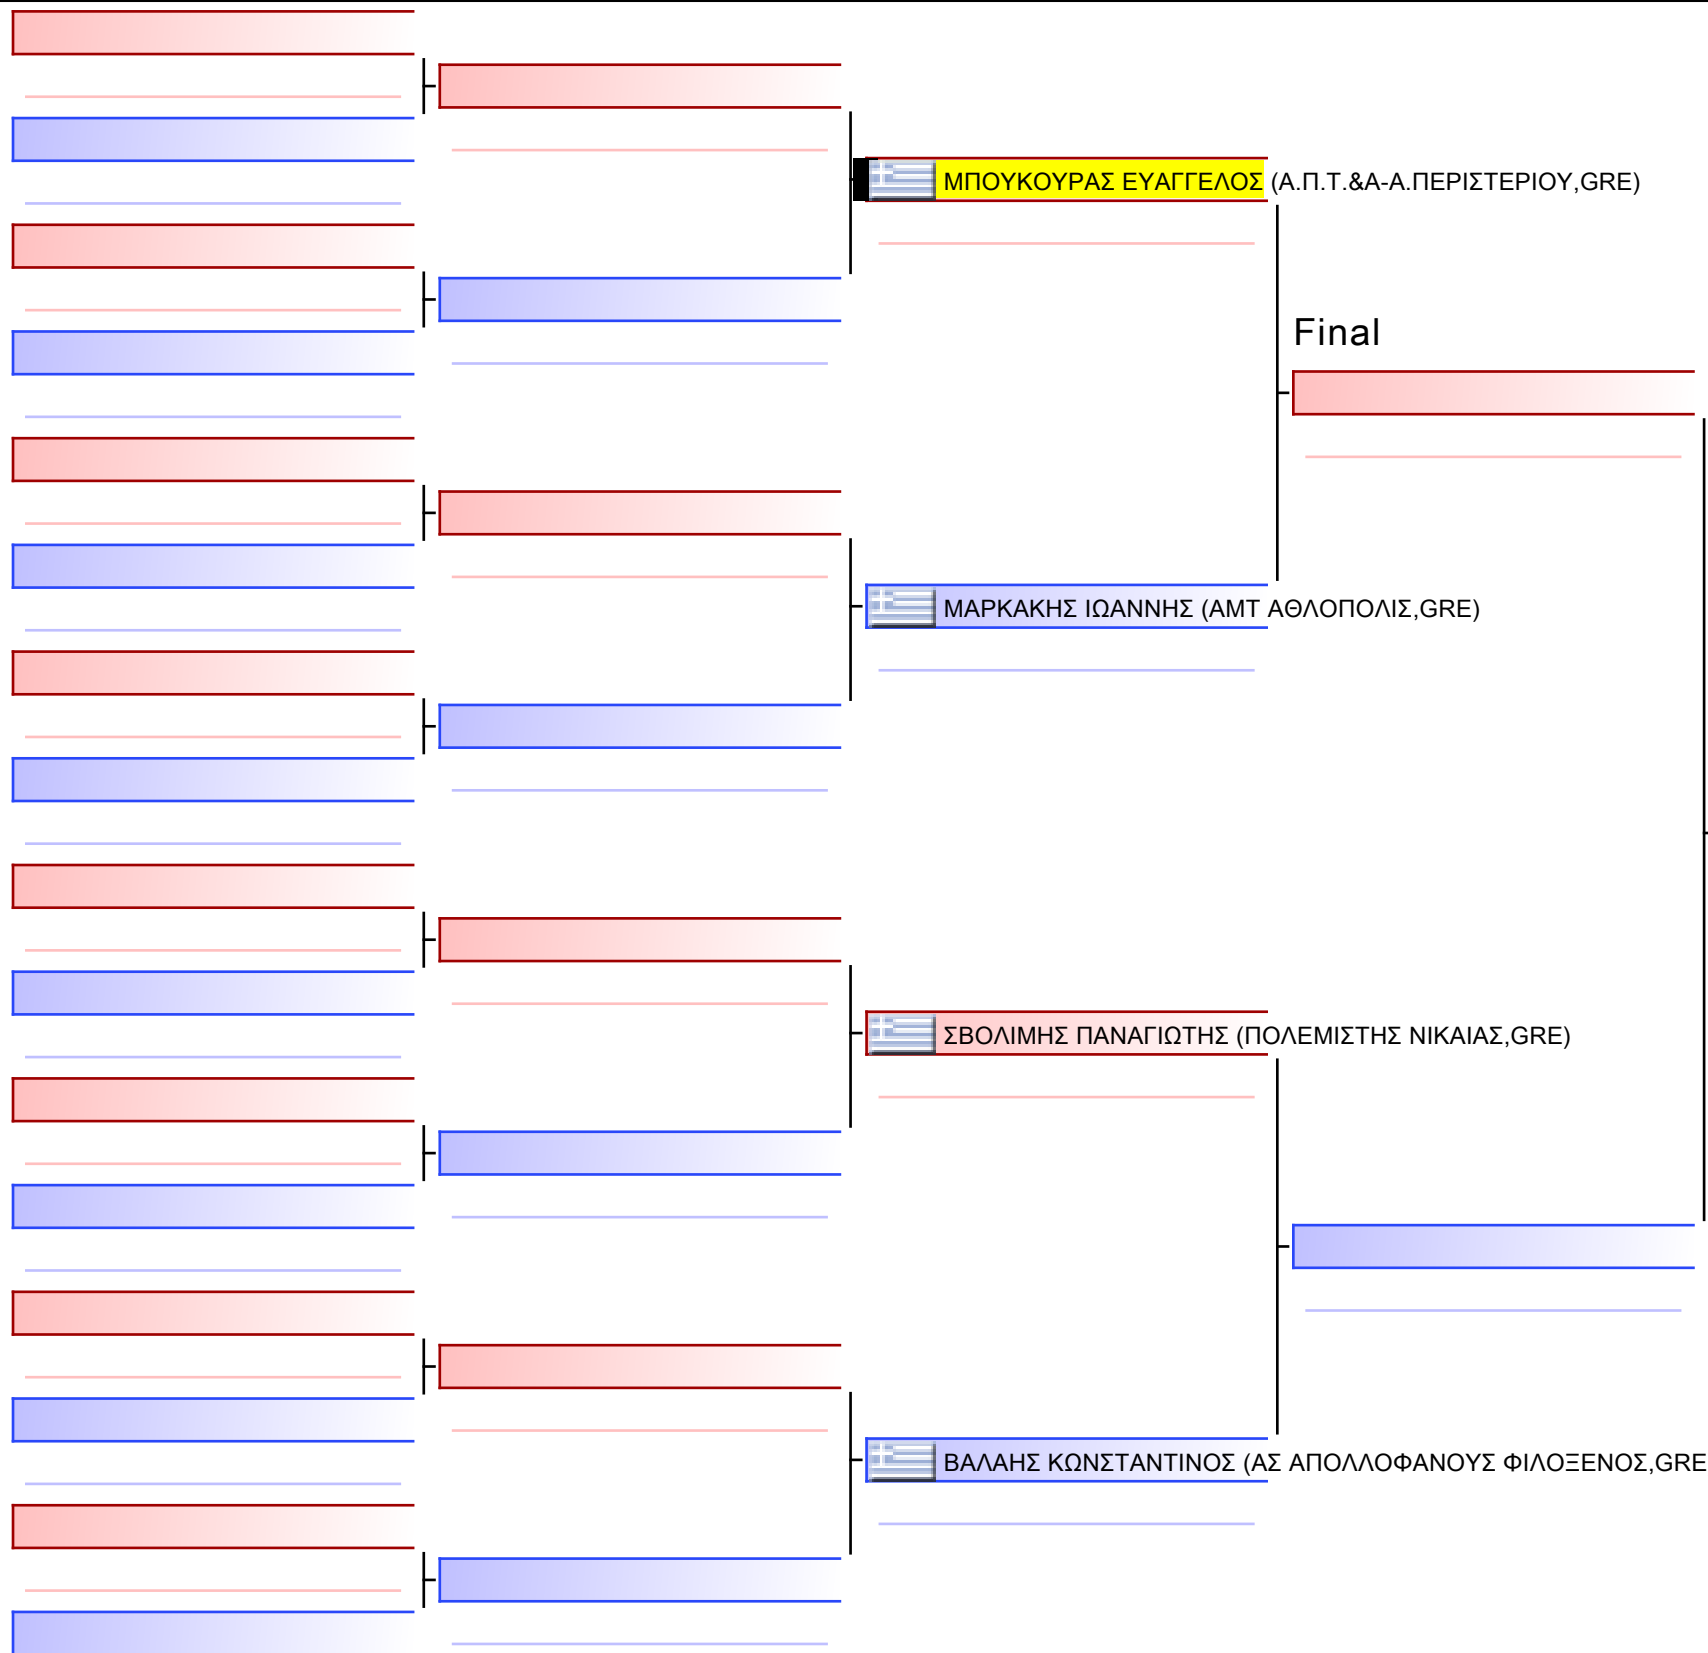 ΜΠΟΥΚΟΥΡΑΣ ΕΥΑΓΓΕΛΟΣ (Α.Π.Τ.&Α-Α.ΠΕΡΙΣΤΕΡΙΟΥ,GRE)
Final
ΜΑΡΚΑΚΗΣ ΙΩΑΝΝΗΣ (ΑΜΤ ΑΘΛΟΠΟΛΙΣ,GRE)
ΣΒΟΛΙΜΗΣ ΠΑΝΑΓΙΩΤΗΣ (ΠΟΛΕΜΙΣΤΗΣ ΝΙΚΑΙΑΣ,GRE)
ΒΑΛΑΗΣ ΚΩΝΣΤΑΝΤΙΝΟΣ (ΑΣ ΑΠΟΛΛΟΦΑΝΟΥΣ ΦΙΛΟΞΕΝΟΣ,GRE